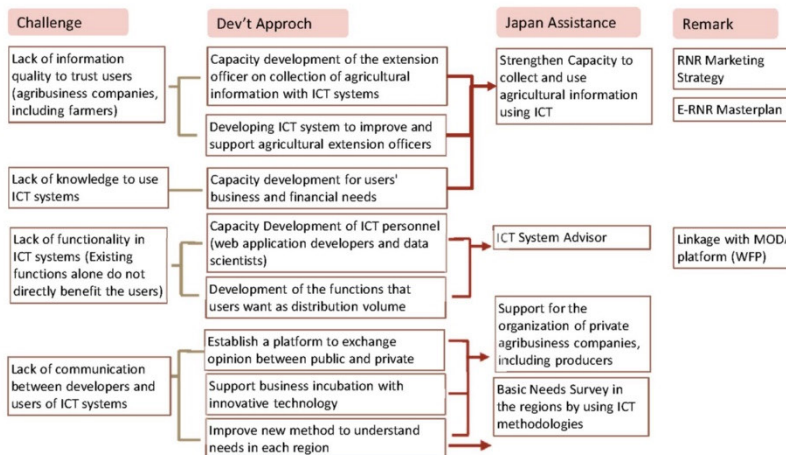 Challenge
Dev't Approch
Japan Assistance
Remark
Lack of information
quality to trust users
(agribusiness companies,
including farmers)
Capacity development of the extension
officer on collection of agricultural
information with ICT systems
Developing ICT system to improve and
support agricultural extension officers
Strengthen Capacity to
collect and use
agricultural information
using ICT
RNR Marketing
Strategy
E-RNR Masterplan
Lack of knowledge to use
ICT systems
Capacity development for users'
business and financial needs
Lack of functionality in
ICT systems (Existing
functions alone do not
directly benefit the users)
Capacity Development of ICT personnel
(web application developers and data
scientists)
Development of the functions that
users want as distribution volume
ICT System Advisor
Linkage with MODA
platform (WFP)
Lack of communication
between developers and
users of ICT systems
Establish a platform to exchange
opinion between public and private
Support business incubation with
innovative technology
Improve new method to understand
needs in each region
Support for the
organization of private
agribusiness companies,
including producers
Basic Needs Survey in
the regions by using ICT
methodologies